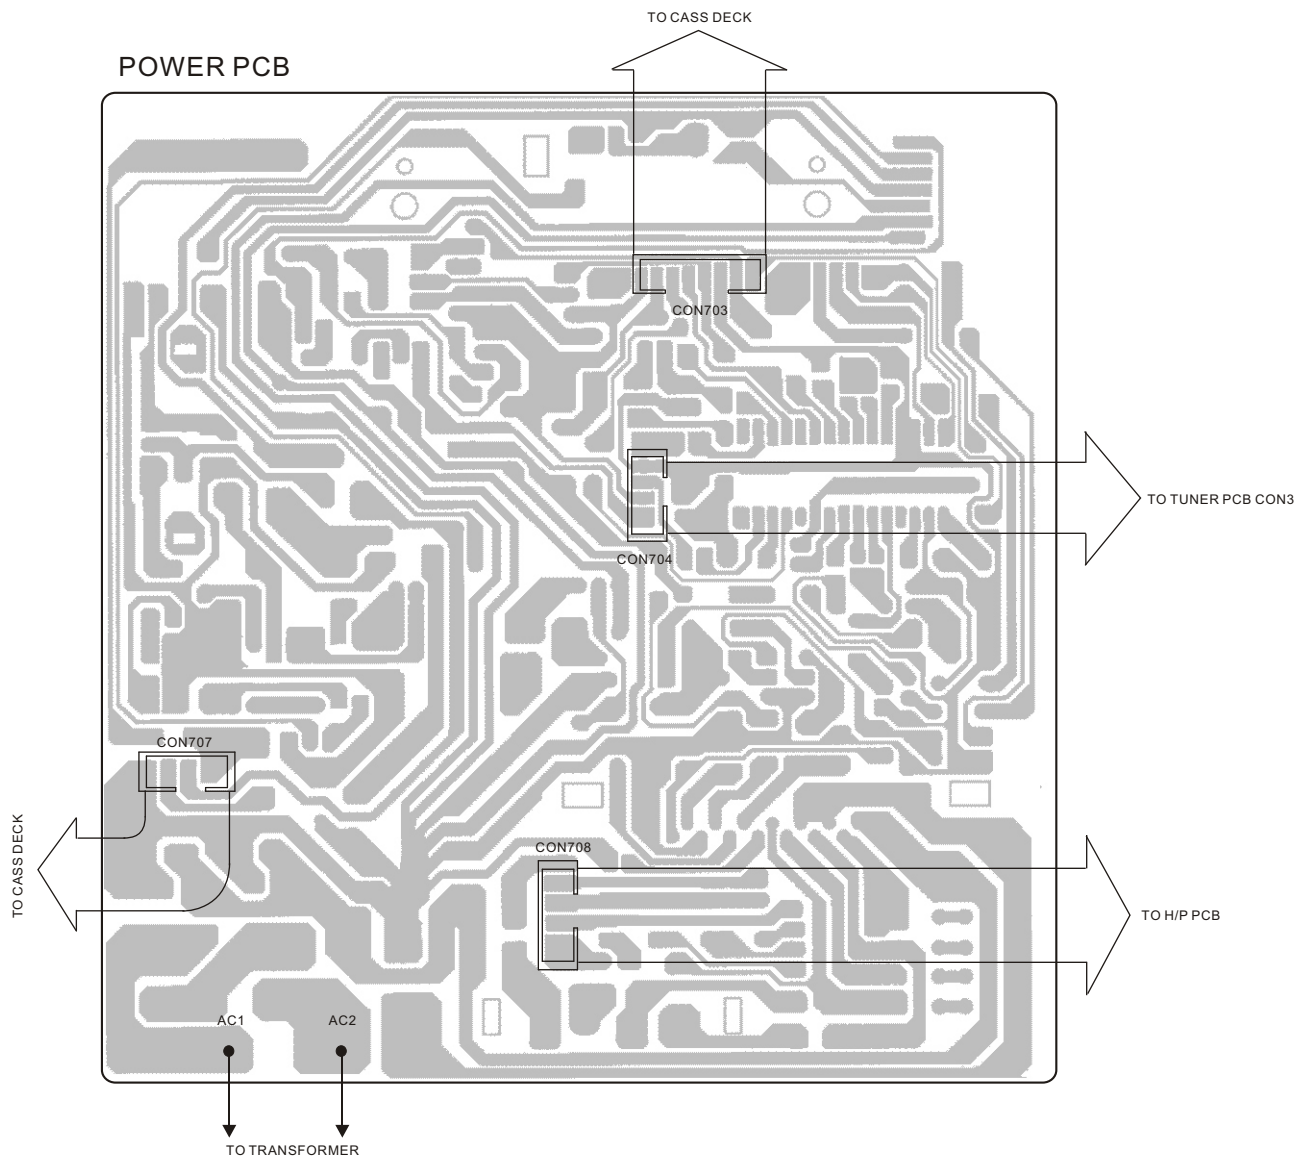 TO CASS DECK
POWER PCB
CON703
TO TUNER PCB CON3
CON704
CON707
TO CASS DECK
CON708
TO H/P PCB
AC1
AC2
TO TRANSFORMER